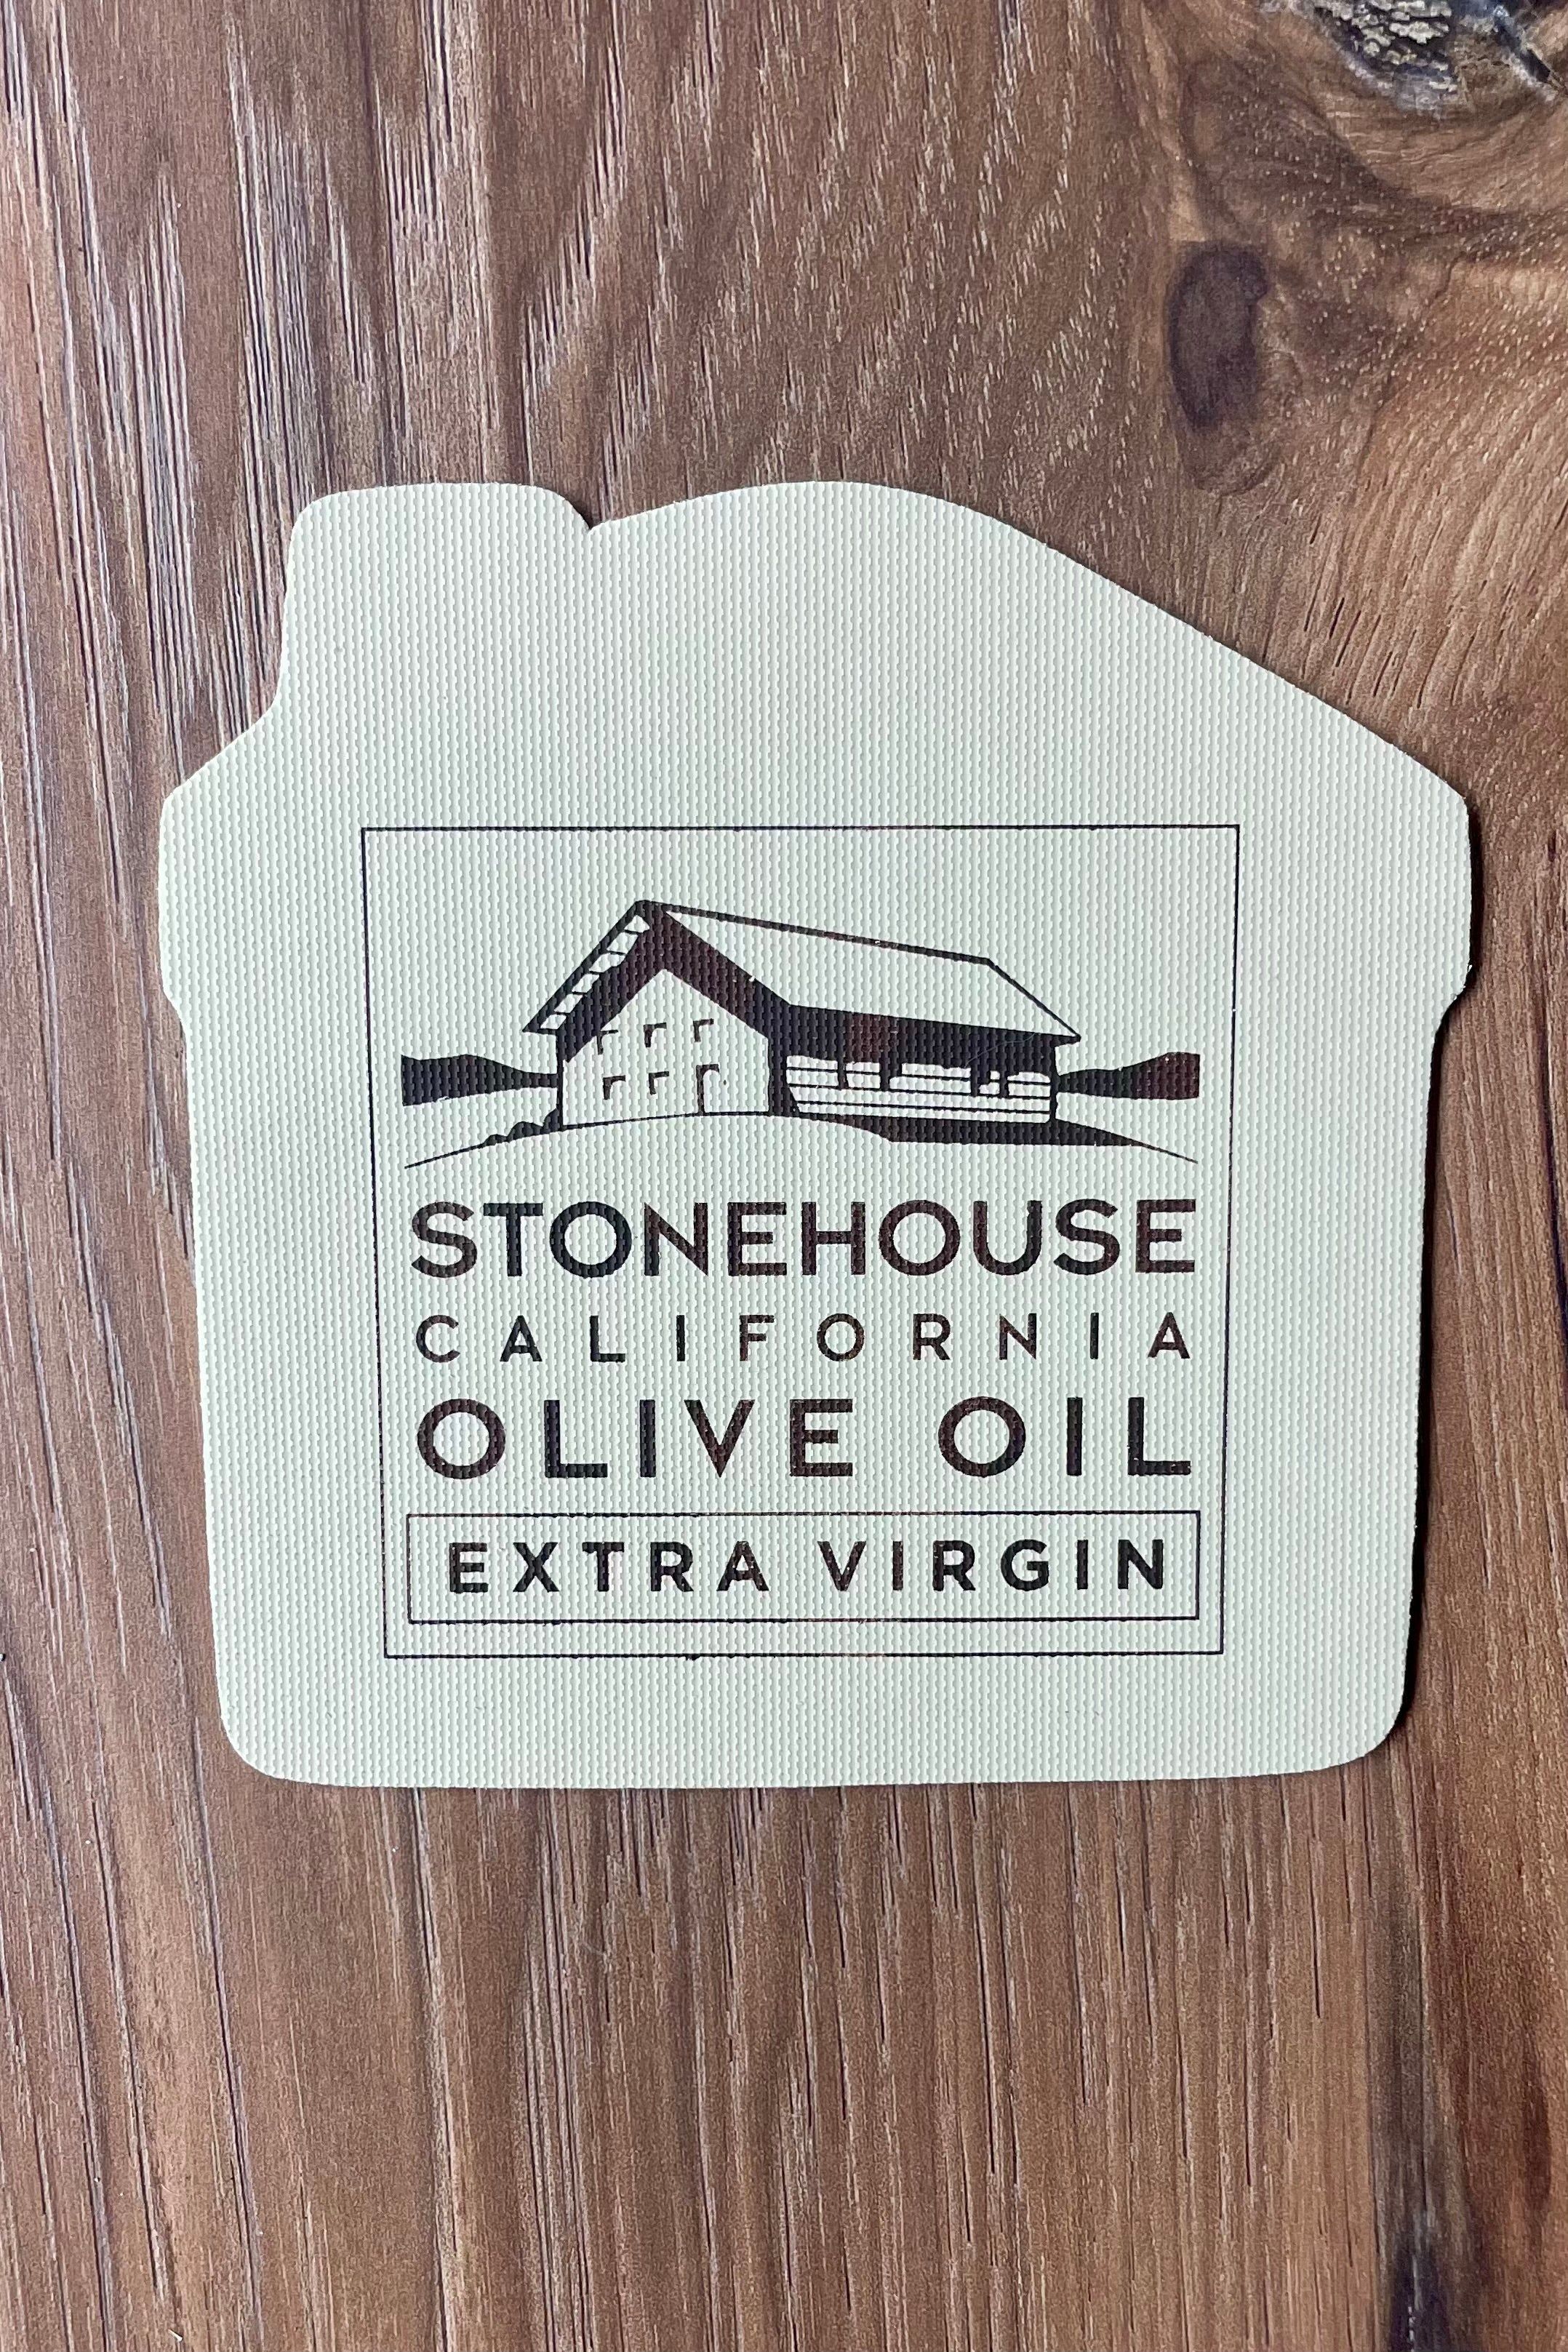 STONEHOUSE
CALIFORNIA
OLIVE OIL
EXTRA VIRGIN